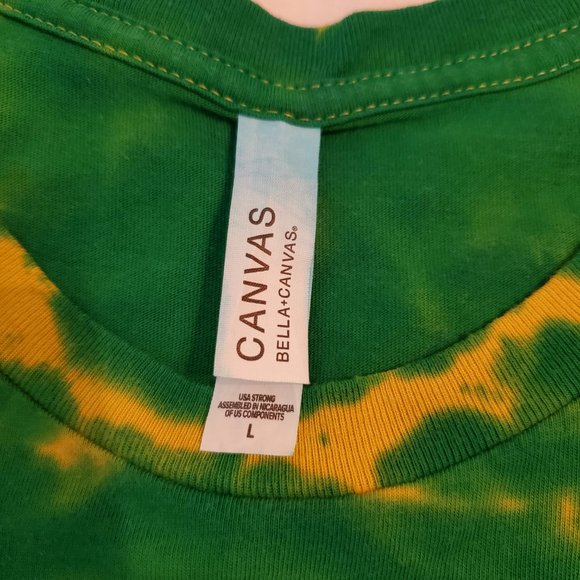 CANVAS
BELLA+CANVAS®
USA STRONG
ASSEMBLED IN NICARAGUA
OF US COMPONENTS
L